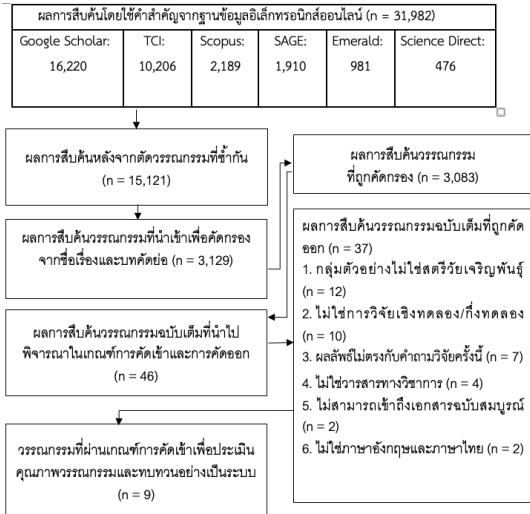 ผลการสืบค้นโดยใช้คำสำคัญจากฐานข้อมูลอิเล็กทรอนิกส์ออนไลน์ (n = 31,982)
Google Scholar: TCI: Scopus: SAGE: Emerald: Science Direct:
16,220 10,206 2,189 1,910 981 476
ผลการสืบค้นหลังจากตัดวรรณกรรมที่ซ้ำกัน
(n = 15,121)
ผลการสืบค้นวรรณกรรม
ที่ถูกคัดกรอง (n = 3,083)
ผลการสืบค้นวรรณกรรมที่นำเข้าเพื่อคัดกรอง
จากชื่อเรื่องและบทคัดย่อ (n = 3,129)
ผลการสืบค้นวรรณกรรมฉบับเต็มที่ถูกคัด
ออก (n = 37)
1. กลุ่มตัวอย่างไม่ใช่สตรีวัยเจริญพันธุ์
(n = 12)
2. ไม่ใช่การวิจัยเชิงทดลอง/กึ่งทดลอง
(n = 10)
3. ผลลัพธ์ไม่ตรงกับคำถามวิจัยครั้งนี้ (n = 7)
4. ไม่ใช่วารสารทางวิชาการ (n = 4)
5. ไม่สามารถเข้าถึงเอกสารฉบับสมบูรณ์
(n = 2)
6. ไม่ใช่ภาษาอังกฤษและภาษาไทย (n = 2)
ผลการสืบค้นวรรณกรรมฉบับเต็มที่นำไป
พิจารณาในเกณฑ์การคัดเข้าและการคัดออก
(n = 46)
วรรณกรรมที่ผ่านเกณฑ์การคัดเข้าเพื่อประเมิน
คุณภาพวรรณกรรมและทบทวนอย่างเป็นระบบ
(n = 9)